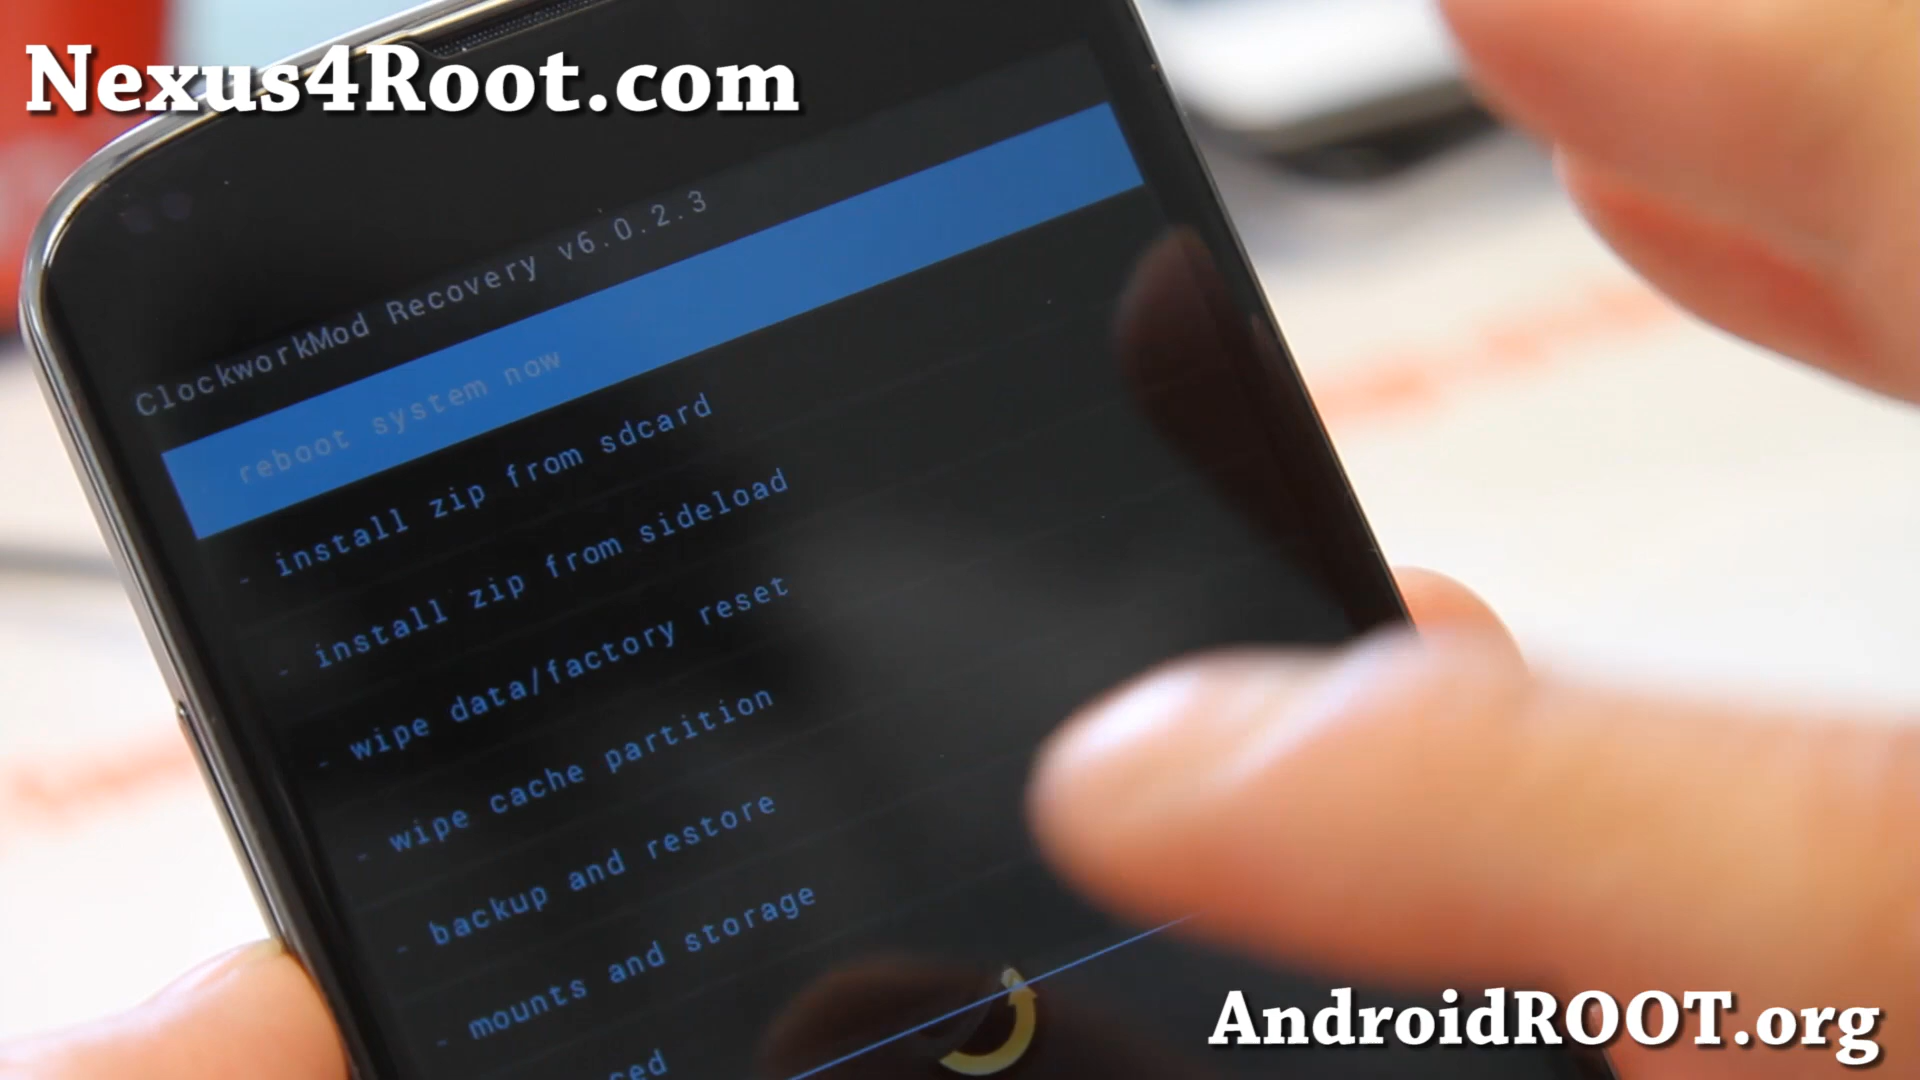 Nexus4Root.com
ClockworkMod Recovery v6.0.2.3
reboot system now
- install zip from sdcard
- install zip from sideload
- wipe data/factory reset
- wipe cache partition
- backup and restore
- mounts and storage
AndroidROOT.org